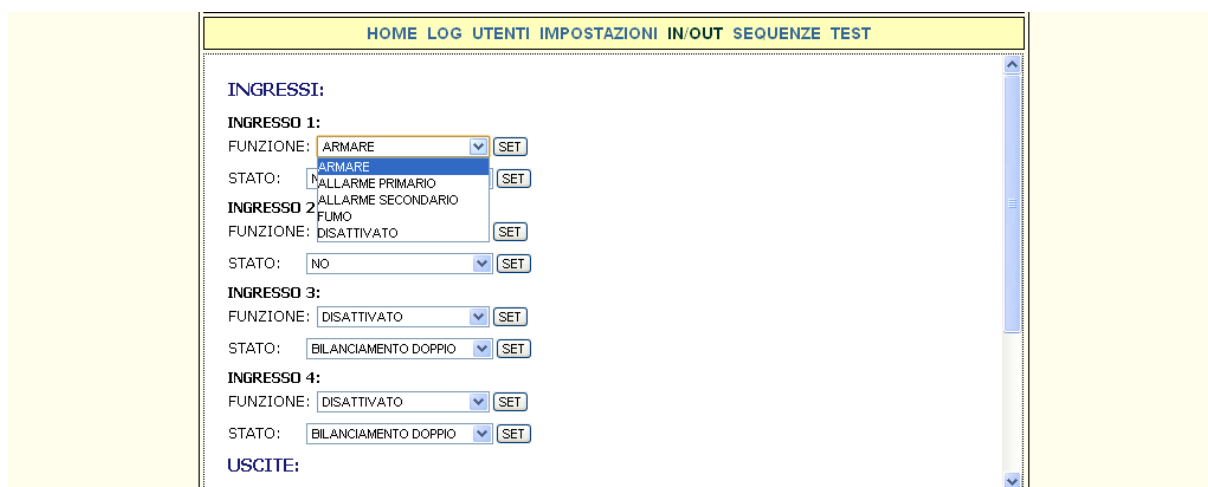 HOME LOG UTENTI IMPOSTAZIONI IN/OUT SEQUENZE TEST
INGRESSI:
INGRESSO 1:
FUNZIONE: ARMARE SET
ARMARE
STATO: SET
ALLARME PRIMARIO
ALLARME SECONDARIO
INGRESSO 2
FUMO
FUNZIONE: DISATTIVATO SET
STATO: NO SET
INGRESSO 3:
FUNZIONE: DISATTIVATO SET
STATO: BILANCIAMENTO DOPPIO SET
INGRESSO 4:
FUNZIONE: DISATTIVATO SET
STATO: BILANCIAMENTO DOPPIO SET
USCITE: